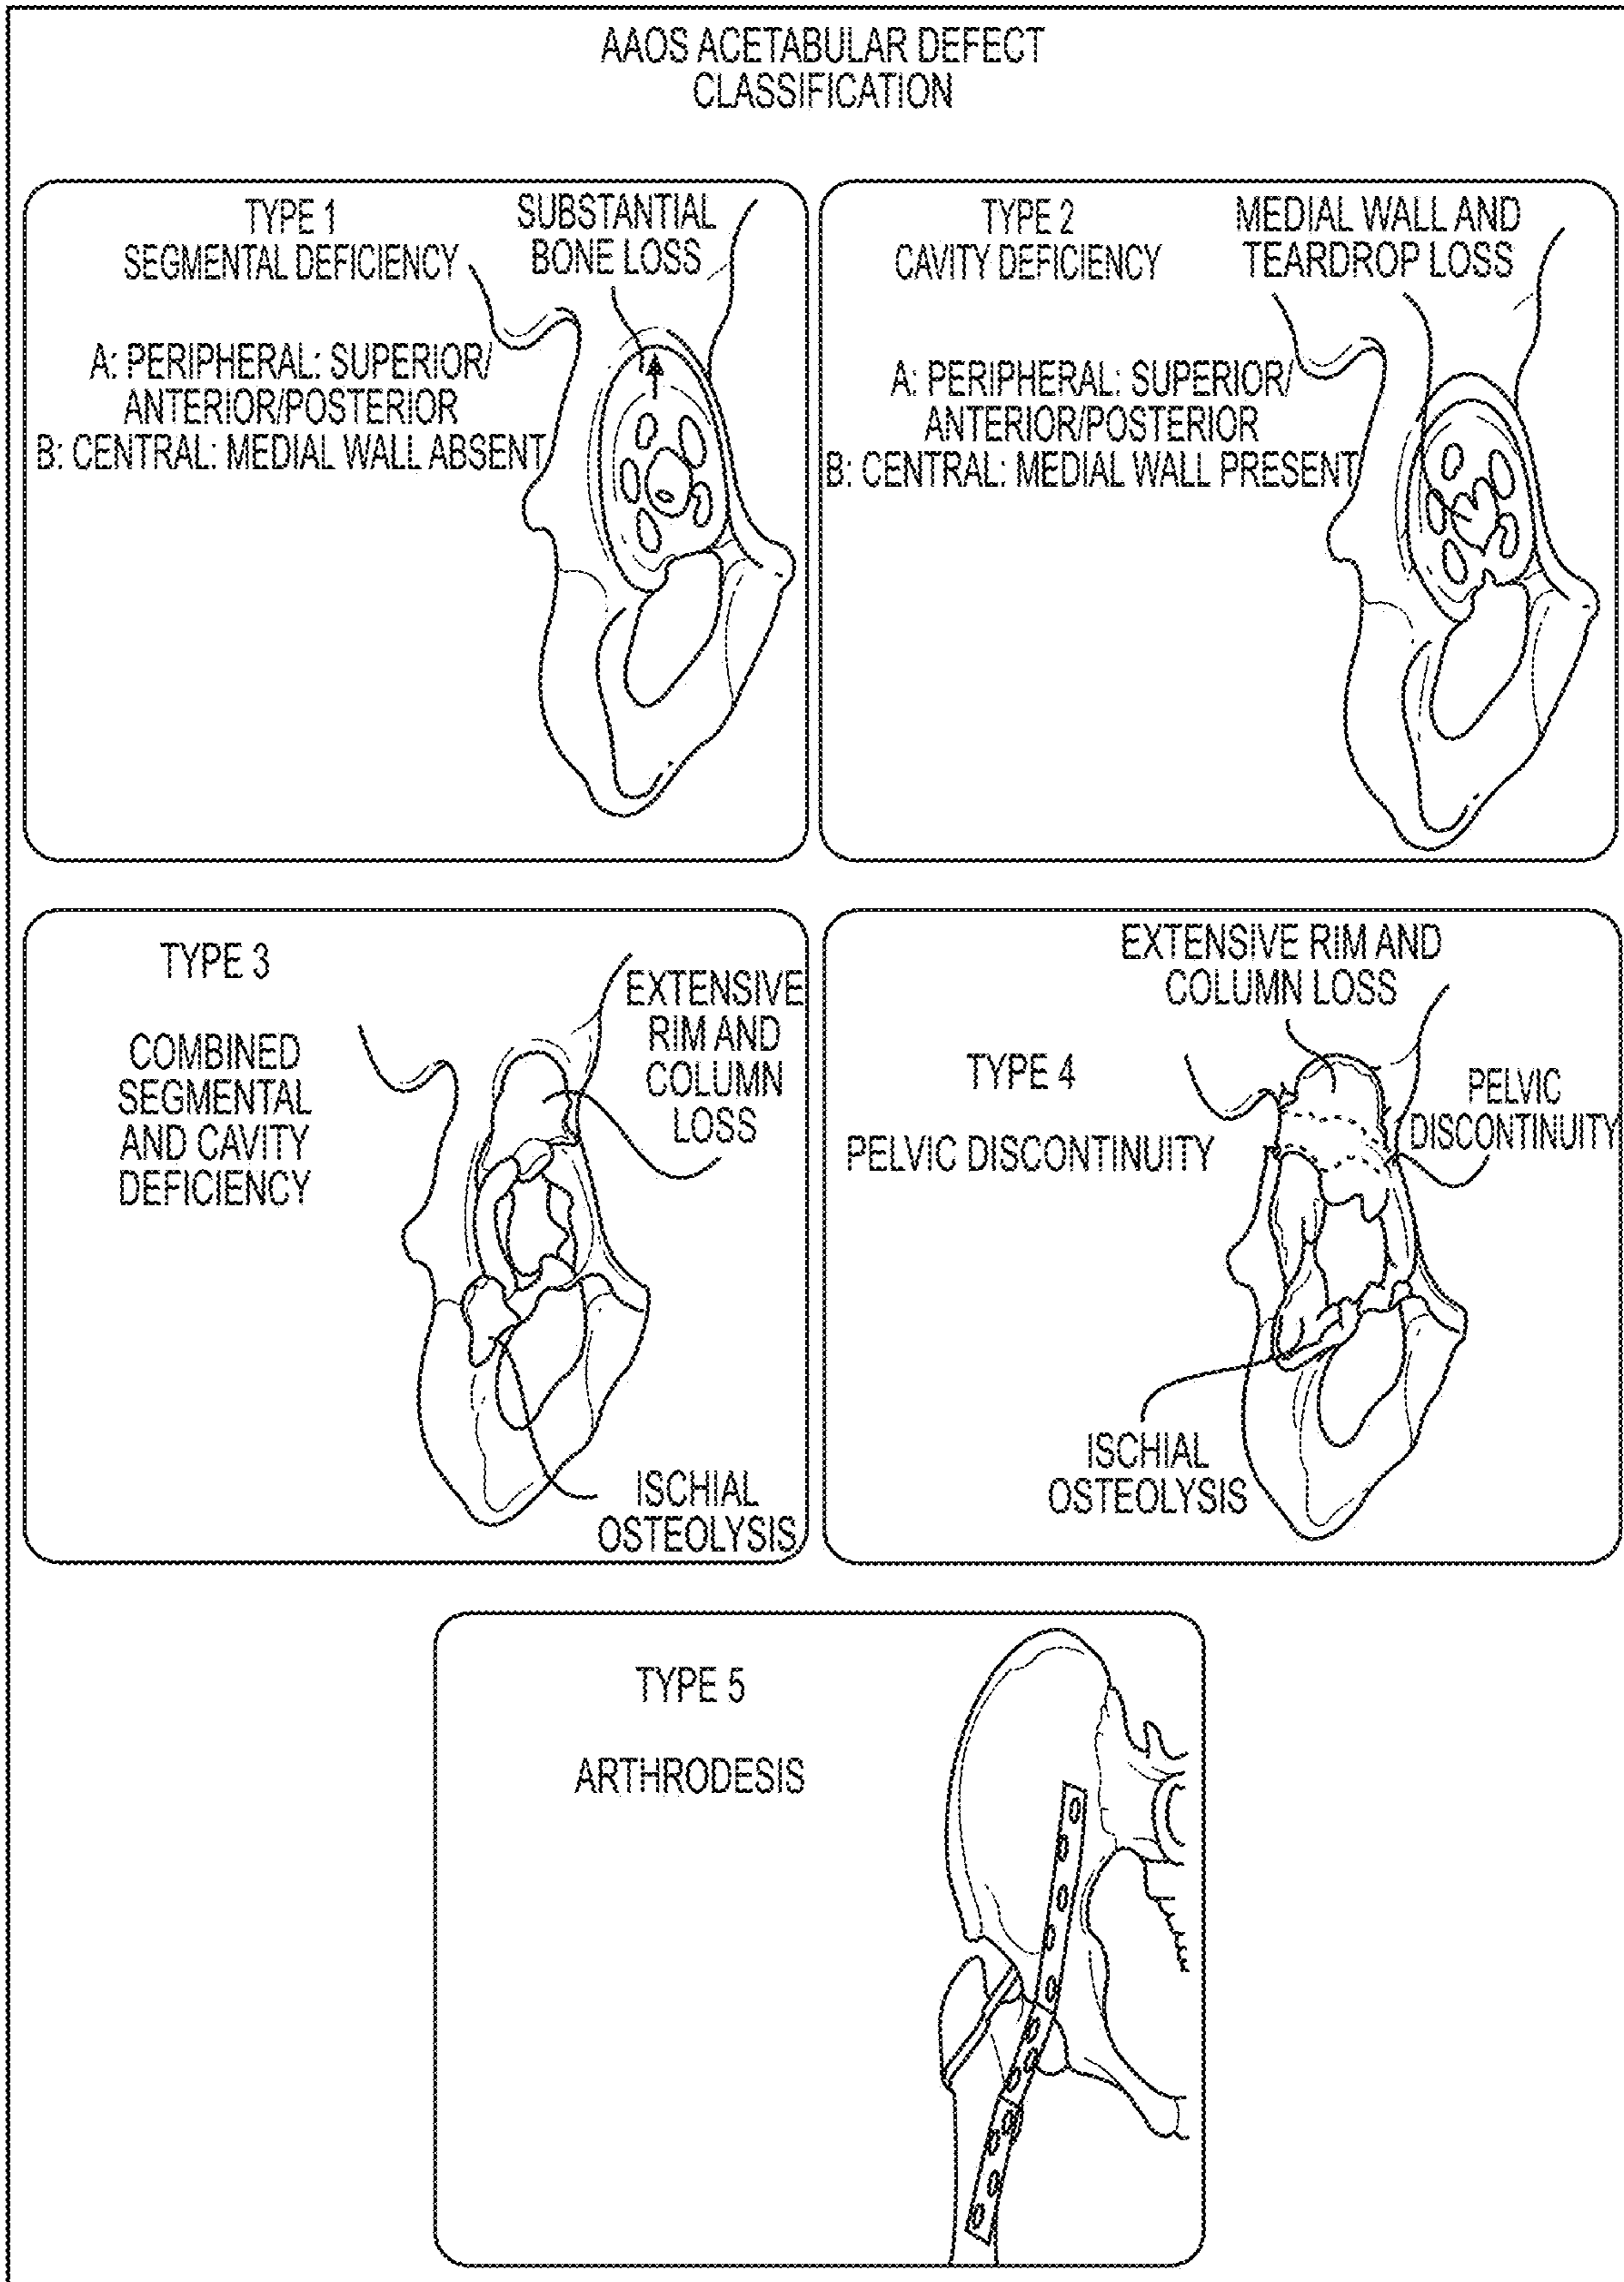 AAOS ACETABULAR DEFECT
CLASSIFICATION
TYPE 1
SEGMENTAL DEFICIENCY
SUBSTANTIAL
BONE LOSS
A: PERIPHERAL: SUPERIOR/
ANTERIOR/POSTERIOR
B: CENTRAL: MEDIAL WALL ABSENT
TYPE 2
CAVITY DEFICIENCY
MEDIAL WALL AND
TEARDROP LOSS
A: PERIPHERAL: SUPERIOR/
ANTERIOR/POSTERIOR
B: CENTRAL: MEDIAL WALL PRESENT
TYPE 3
COMBINED
SEGMENTAL
AND CAVITY
DEFICIENCY
EXTENSIVE
RIM AND
COLUMN
LOSS
ISCHIAL
OSTEOLYSIS
EXTENSIVE RIM AND
COLUMN LOSS
TYPE 4
PELVIC DISCONTINUITY
PELVIC
DISCONTINUITY
ISCHIAL
OSTEOLYSIS
TYPE 5
ARTHRODESIS